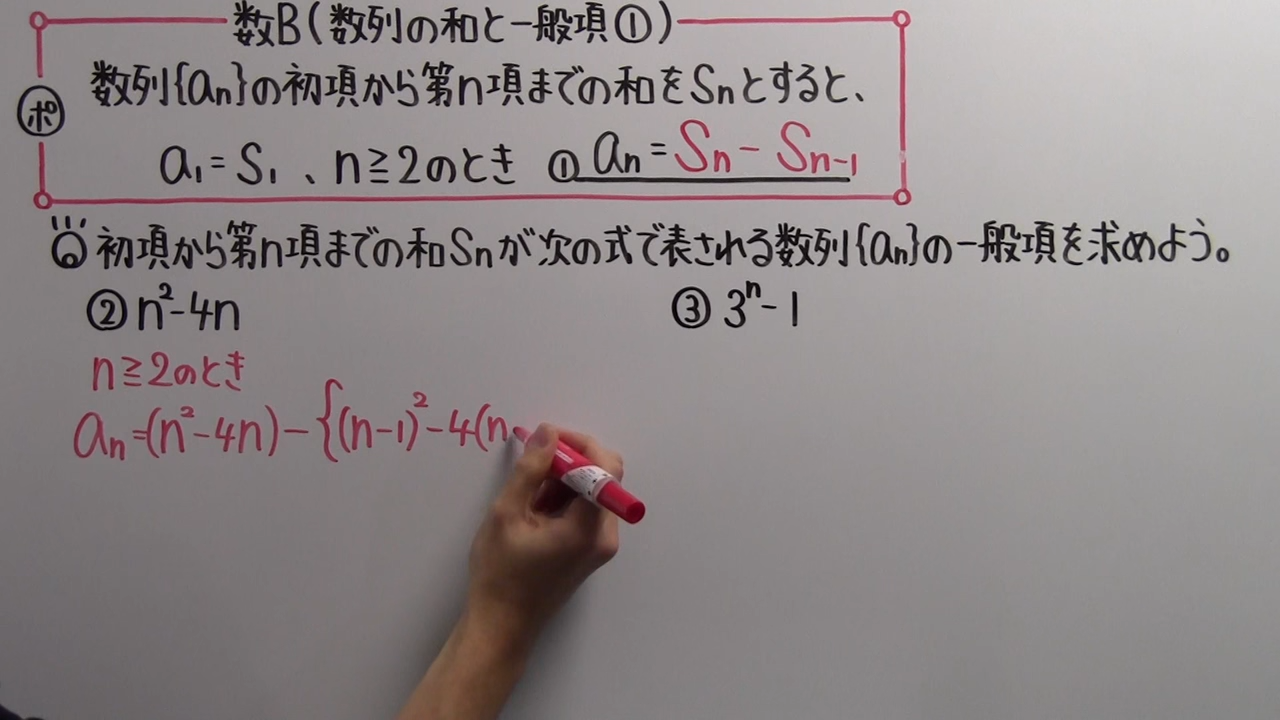 数B(数列の和と一般項①)
ポ
数列{an}の初項から第n項までの和をSnとすると、
a₁=S₁、n≧2のとき ① an=Sn-Sn-1
Q 初項から第n項までの和Snが次の式で表される数列{an}の一般項を求めよう。
② n²-4n
③ 3ⁿ-1
n≧2のとき
an=(n²-4n)-{(n-1)²-4(n